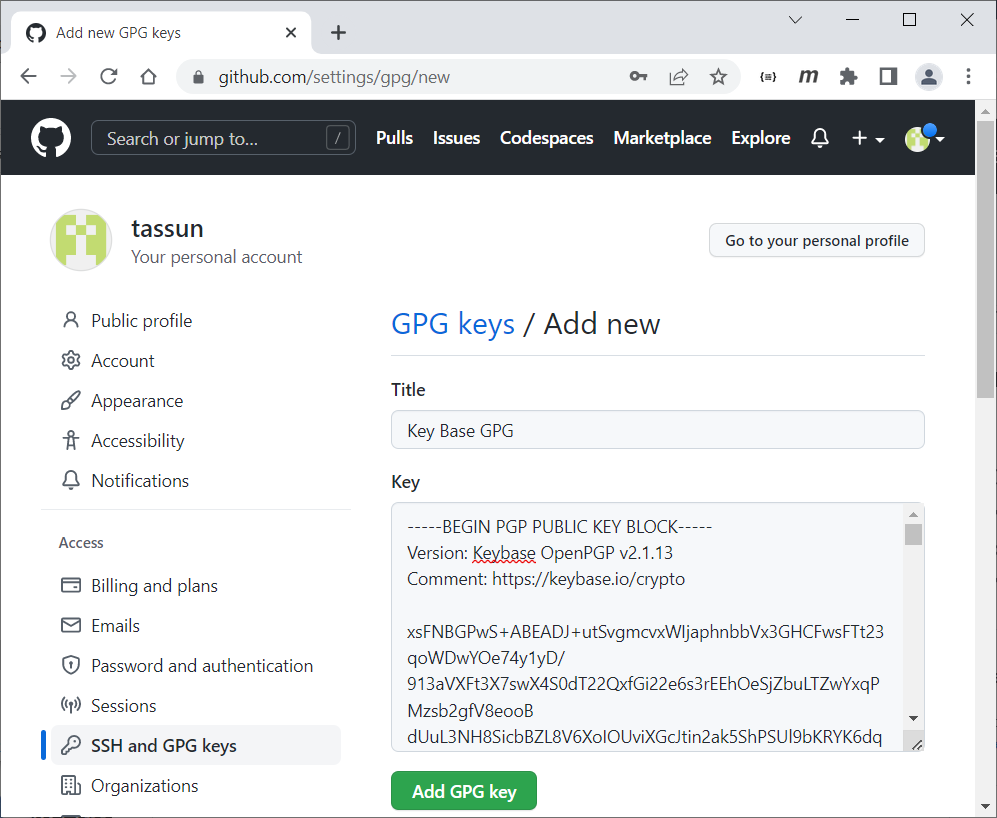 Add new GPG keys
github.com/settings/gpg/new
Search or jump to... /
Pulls Issues Codespaces Marketplace Explore
tassun
Your personal account
Go to your personal profile
Public profile
Account
Appearance
Accessibility
Notifications
Access
Billing and plans
Emails
Password and authentication
Sessions
SSH and GPG keys
Organizations
GPG keys / Add new
Title
Key Base GPG
Key
-----BEGIN PGP PUBLIC KEY BLOCK-----
Version: Keybase OpenPGP v2.1.13
Comment: https://keybase.io/crypto
xsFNBGPwS+ABEADJ+utSvgmcvxWIjaphnbbVx3GHCFwsFTt23
qoWDwYOe74y1yD/
913aVXFt3X7swX4S0dT22QxfGi22e6s3rEEhOeSjZbuLTZwYxqP
Mzsb2gfV8eooB
dUuL3NH8SicbBZL8V6XoIOUviXGcJtin2ak5ShPSUl9bKRYK6dq
Add GPG key